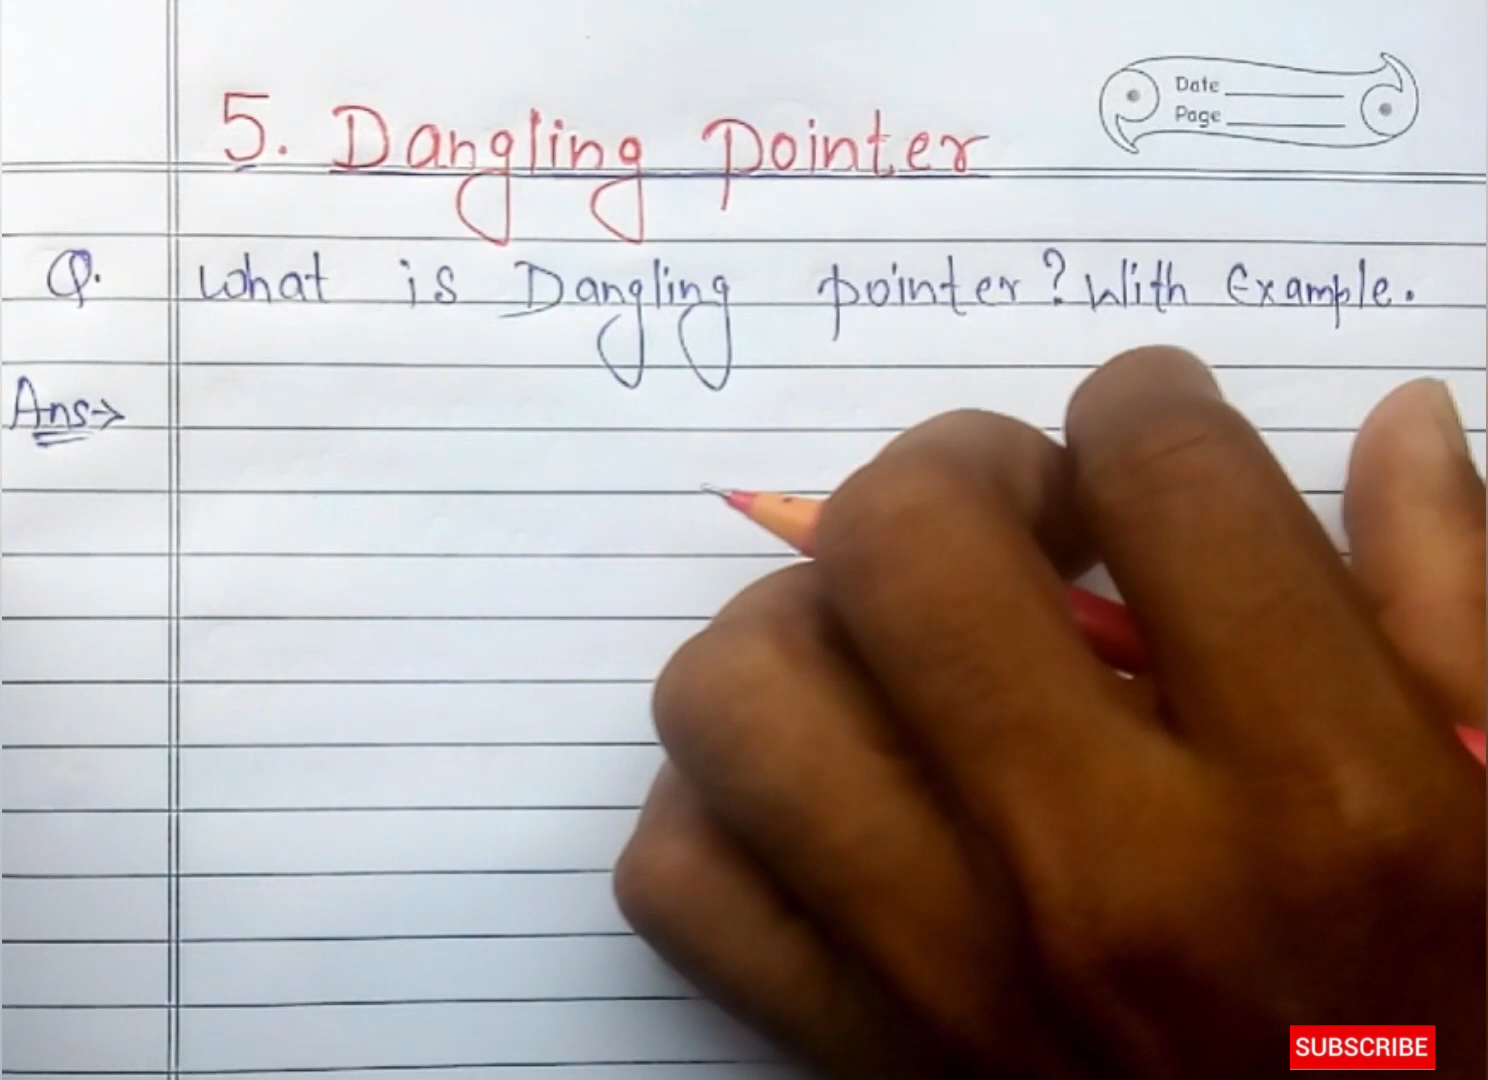 5. Dangling pointer
Date
Page
Q. What is Dangling pointer? With Example.
Ans->
SUBSCRIBE